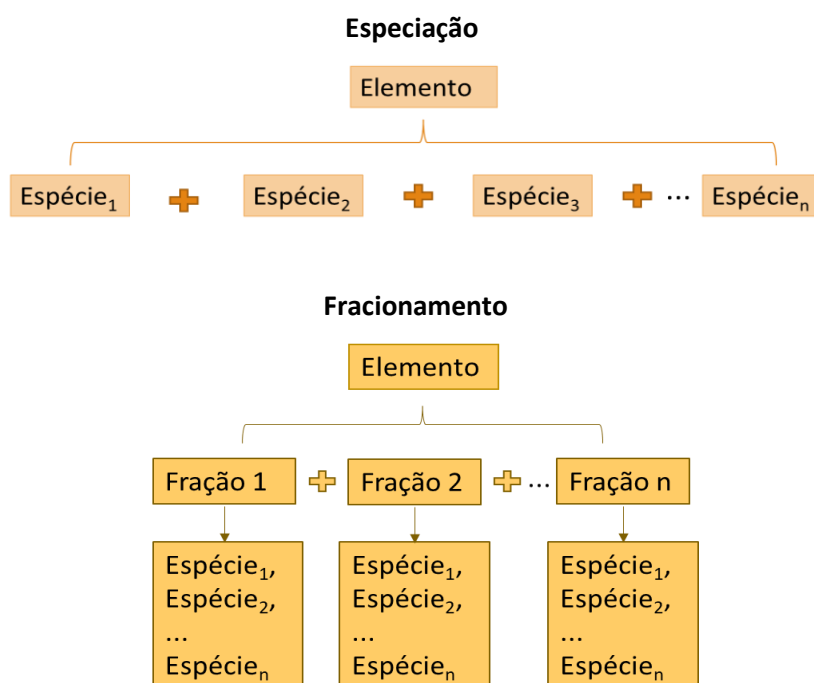 Especiação
Elemento
Espécie₁ + Espécie₂ + Espécie₃ + ... Espécieₙ
Fracionamento
Elemento
Fração 1 + Fração 2 + ... Fração n
Espécie₁, Espécie₁, Espécie₁,
Espécie₂, Espécie₂, Espécie₂,
... ... ...
Espécieₙ Espécieₙ Espécieₙ